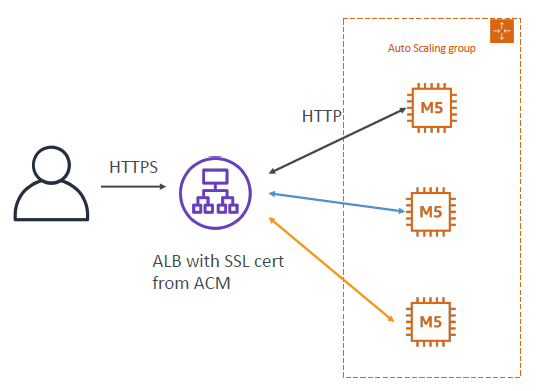 Auto Scaling group
M5
HTTP
HTTPS
M5
ALB with SSL cert
from ACM
M5